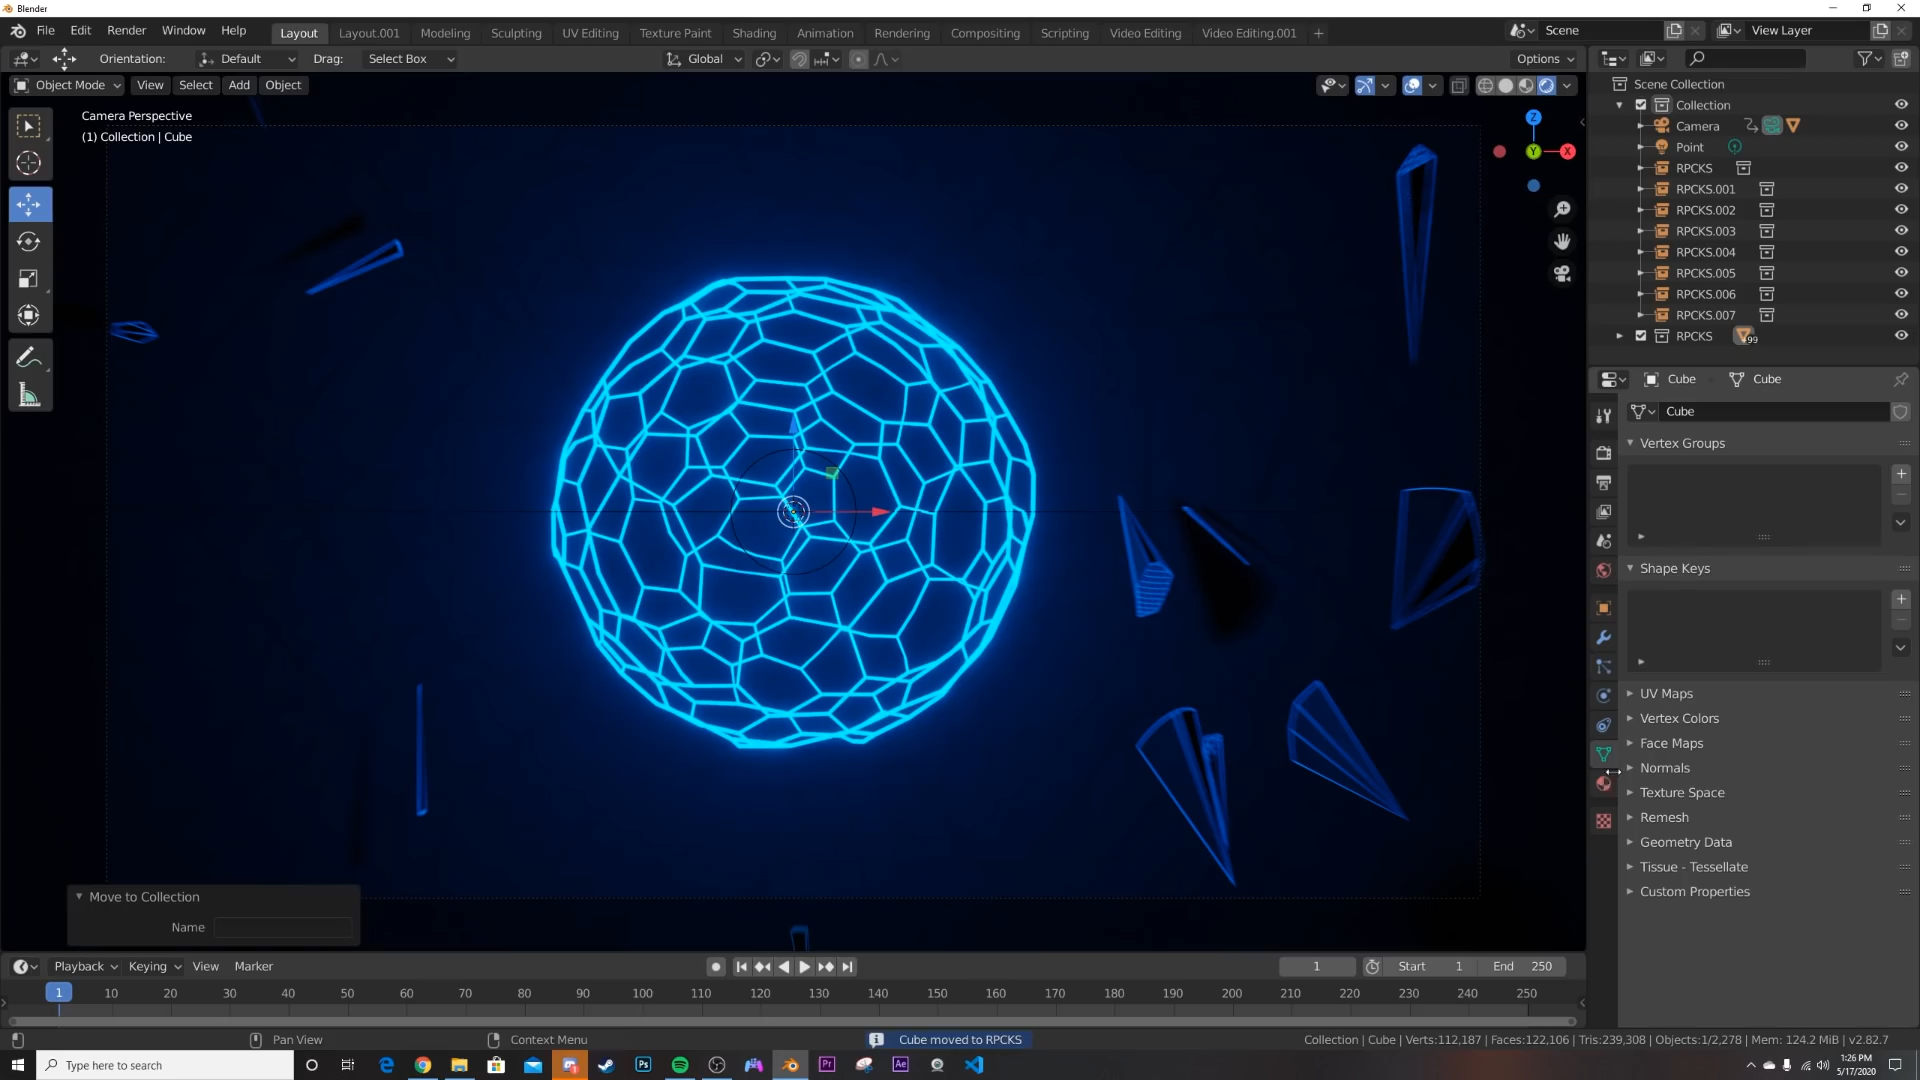 Blender
File Edit Render Window Help Layout Layout.001 Modeling Sculpting UV Editing Texture Paint Shading Animation Rendering Compositing Scripting Video Editing Video Editing.001 + Scene View Layer
Orientation: Default Drag: Select Box Global Options
Object Mode View Select Add Object
Camera Perspective
(1) Collection | Cube
Z
Y X
Scene Collection
Collection
Camera
Point
RPCKS
RPCKS.001
RPCKS.002
RPCKS.003
RPCKS.004
RPCKS.005
RPCKS.006
RPCKS.007
RPCKS +99
Cube Cube
Cube
Vertex Groups
Shape Keys
UV Maps
Vertex Colors
Face Maps
Normals
Texture Space
Remesh
Geometry Data
Tissue - Tessellate
Custom Properties
Move to Collection
Name
Playback Keying View Marker 1 Start 1 End 250
1 10 20 30 40 50 60 70 80 90 100 110 120 130 140 150 160 170 180 190 200 210 220 230 240 250
Pan View Context Menu Cube moved to RPCKS Collection | Cube | Verts:112,187 | Faces:122,106 | Tris:239,308 | Objects:1/2,278 | Mem: 124.2 MiB | v2.82.7
Type here to search Ps Pr Ae 1:26 PM
5/17/2020